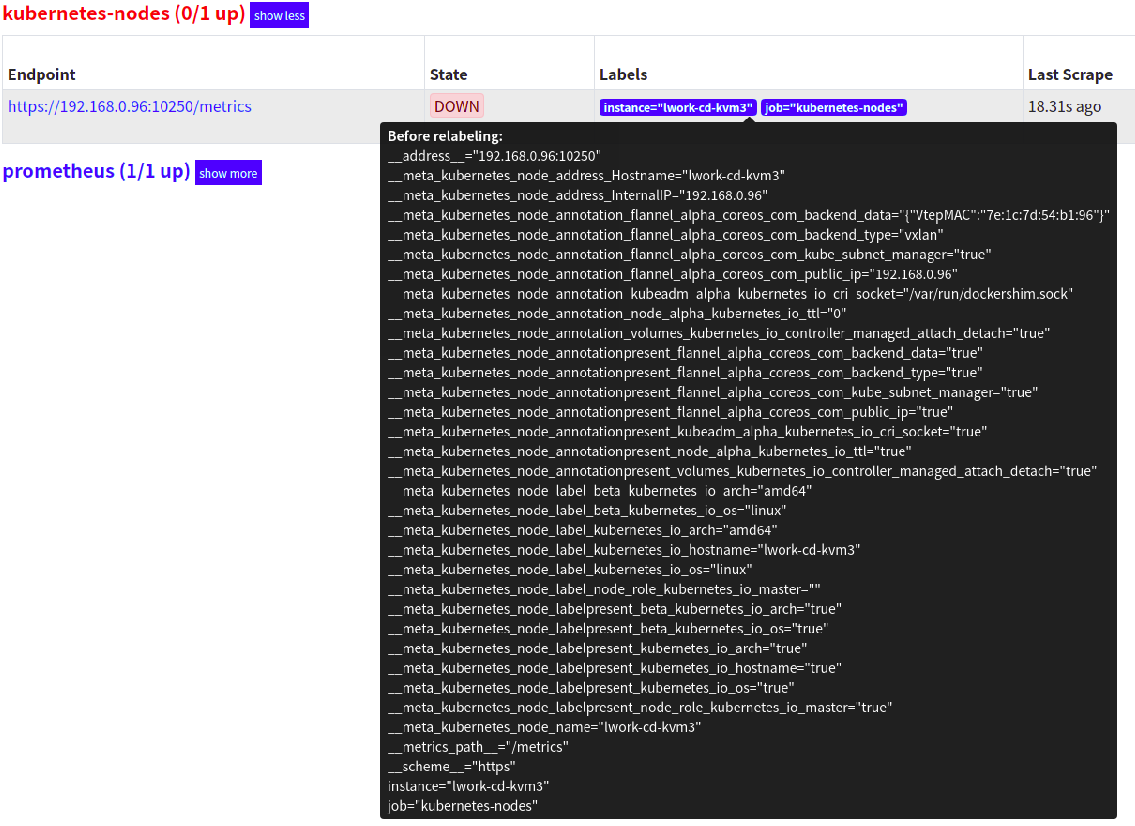 kubernetes-nodes (0/1 up) show less
Endpoint State Labels Last Scrape
https://192.168.0.96:10250/metrics DOWN instance="lwork-cd-kvm3" job="kubernetes-nodes" 18.31s ago
prometheus (1/1 up) show more
Before relabeling:
__address__="192.168.0.96:10250"
__meta_kubernetes_node_address_Hostname="lwork-cd-kvm3"
__meta_kubernetes_node_address_InternalIP="192.168.0.96"
__meta_kubernetes_node_annotation_flannel_alpha_coreos_com_backend_data="{"VtepMAC":"7e:1c:7d:54:b1:96"}"
__meta_kubernetes_node_annotation_flannel_alpha_coreos_com_backend_type="vxlan"
__meta_kubernetes_node_annotation_flannel_alpha_coreos_com_kube_subnet_manager="true"
__meta_kubernetes_node_annotation_flannel_alpha_coreos_com_public_ip="192.168.0.96"
__meta_kubernetes_node_annotation_kubeadm_alpha_kubernetes_io_cri_socket="/var/run/dockershim.sock"
__meta_kubernetes_node_annotation_node_alpha_kubernetes_io_ttl="0"
__meta_kubernetes_node_annotation_volumes_kubernetes_io_controller_managed_attach_detach="true"
__meta_kubernetes_node_annotationpresent_flannel_alpha_coreos_com_backend_data="true"
__meta_kubernetes_node_annotationpresent_flannel_alpha_coreos_com_backend_type="true"
__meta_kubernetes_node_annotationpresent_flannel_alpha_coreos_com_kube_subnet_manager="true"
__meta_kubernetes_node_annotationpresent_flannel_alpha_coreos_com_public_ip="true"
__meta_kubernetes_node_annotationpresent_kubeadm_alpha_kubernetes_io_cri_socket="true"
__meta_kubernetes_node_annotationpresent_node_alpha_kubernetes_io_ttl="true"
__meta_kubernetes_node_annotationpresent_volumes_kubernetes_io_controller_managed_attach_detach="true"
__meta_kubernetes_node_label_beta_kubernetes_io_arch="amd64"
__meta_kubernetes_node_label_beta_kubernetes_io_os="linux"
__meta_kubernetes_node_label_kubernetes_io_arch="amd64"
__meta_kubernetes_node_label_kubernetes_io_hostname="lwork-cd-kvm3"
__meta_kubernetes_node_label_kubernetes_io_os="linux"
__meta_kubernetes_node_label_node_role_kubernetes_io_master=""
__meta_kubernetes_node_labelpresent_beta_kubernetes_io_arch="true"
__meta_kubernetes_node_labelpresent_beta_kubernetes_io_os="true"
__meta_kubernetes_node_labelpresent_kubernetes_io_arch="true"
__meta_kubernetes_node_labelpresent_kubernetes_io_hostname="true"
__meta_kubernetes_node_labelpresent_kubernetes_io_os="true"
__meta_kubernetes_node_labelpresent_node_role_kubernetes_io_master="true"
__meta_kubernetes_node_name="lwork-cd-kvm3"
__metrics_path__="/metrics"
__scheme__="https"
instance="lwork-cd-kvm3"
job="kubernetes-nodes"